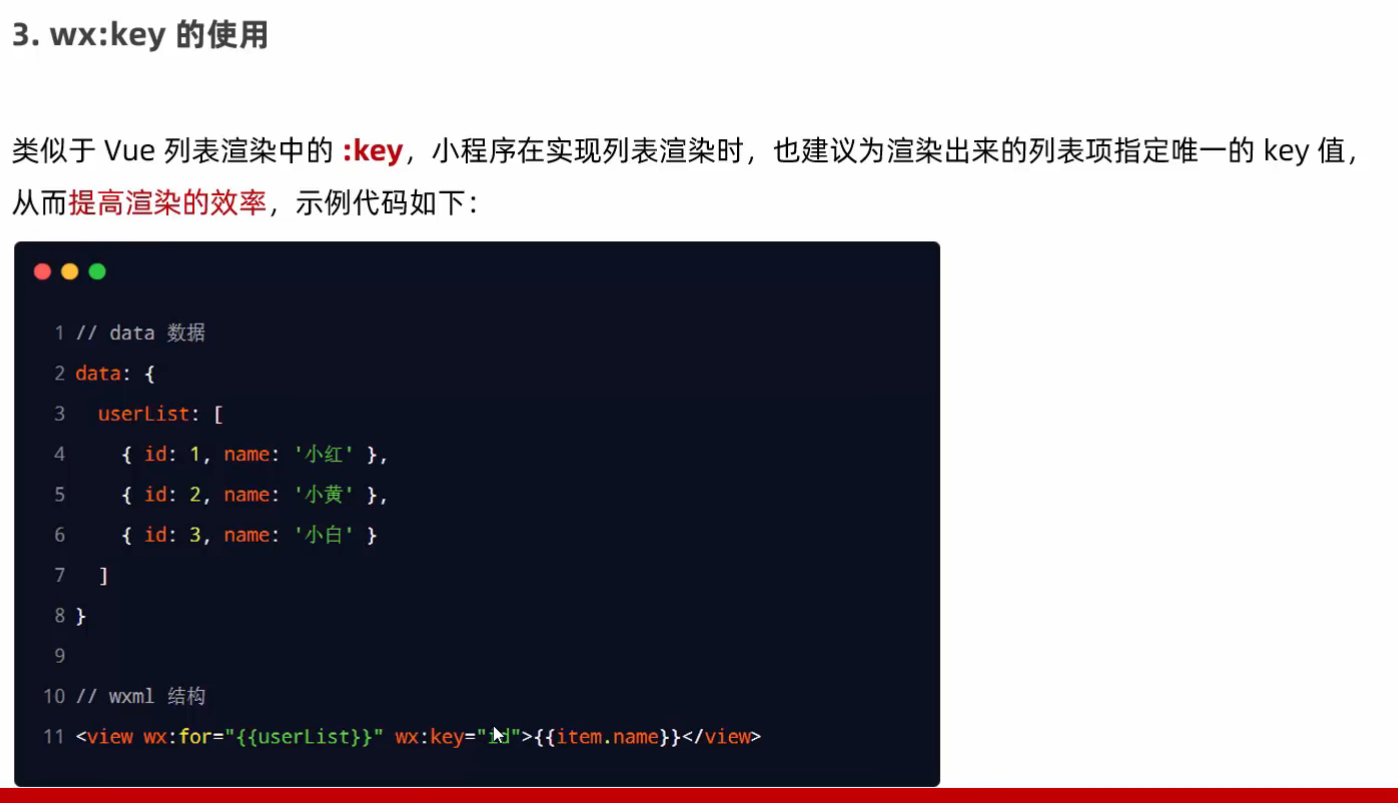 3. wx:key 的使用
类似于 Vue 列表渲染中的 :key，小程序在实现列表渲染时，也建议为渲染出来的列表项指定唯一的 key 值，
从而提高渲染的效率，示例代码如下：
1 // data 数据
2 data: {
3   userList: [
4     { id: 1, name: '小红' },
5     { id: 2, name: '小黄' },
6     { id: 3, name: '小白' }
7   ]
8 }
9
10 // wxml 结构
11 <view wx:for="{{userList}}" wx:key="id">{{item.name}}</view>